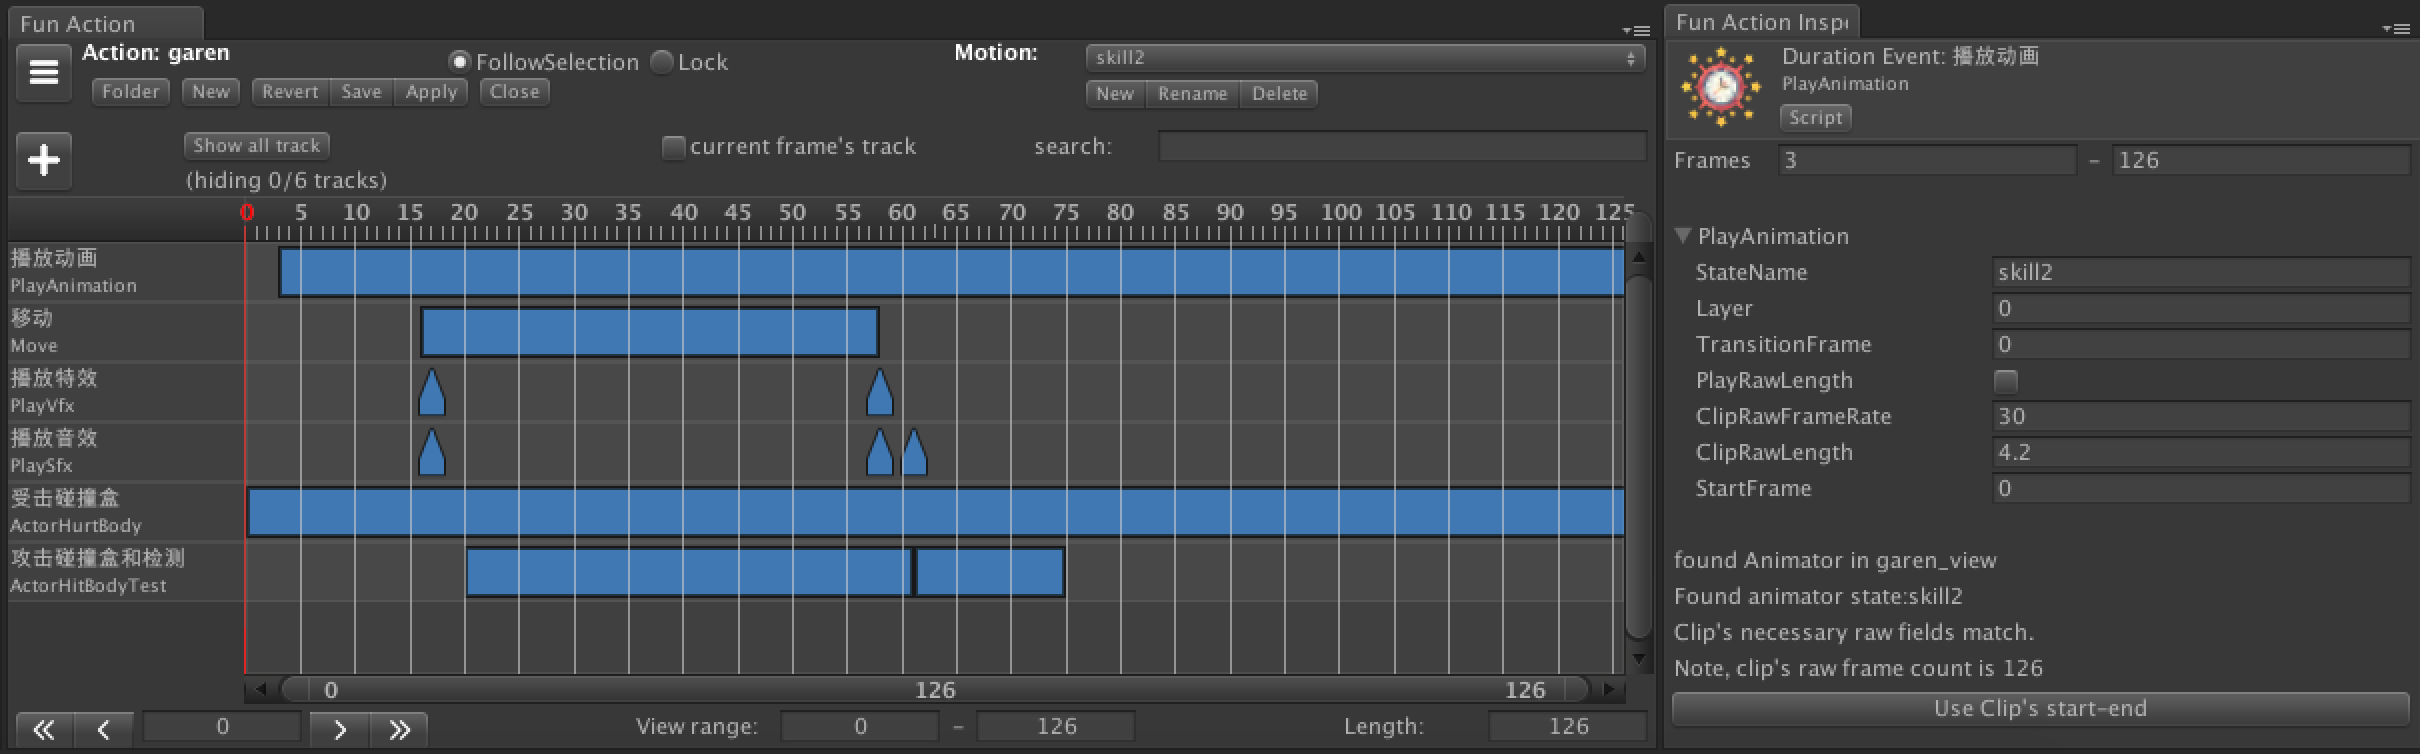 Fun Action
Action: garen
FollowSelection
Lock
Motion:
skill2
Folder
New
Revert
Save
Apply
Close
New
Rename
Delete
Show all track
current frame's track
search:
(hiding 0/6 tracks)
0 5 10 15 20 25 30 35 40 45 50 55 60 65 70 75 80 85 90 95 100 105 110 115 120 125
播放动画
PlayAnimation
移动
Move
播放特效
PlayVfx
播放音效
PlaySfx
受击碰撞盒
ActorHurtBody
攻击碰撞盒和检测
ActorHitBodyTest
0 126 126
0
View range:
0
-
126
Length:
126
Fun Action Insp
Duration Event: 播放动画
PlayAnimation
Script
Frames 3 - 126
PlayAnimation
StateName skill2
Layer 0
TransitionFrame 0
PlayRawLength
ClipRawFrameRate 30
ClipRawLength 4.2
StartFrame 0
found Animator in garen_view
Found animator state:skill2
Clip's necessary raw fields match.
Note, clip's raw frame count is 126
Use Clip's start-end